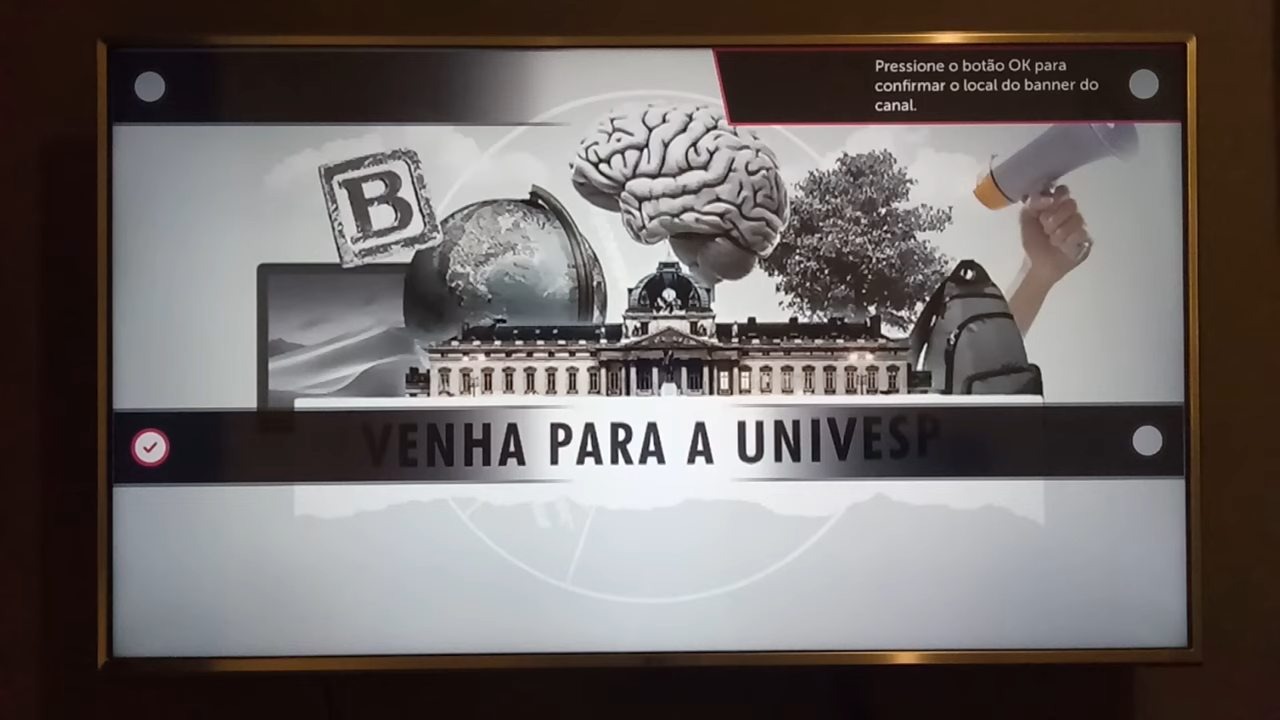 Pressione o botão OK para
confirmar o local do banner do
canal.
B
VENHA PARA A UNIVESP